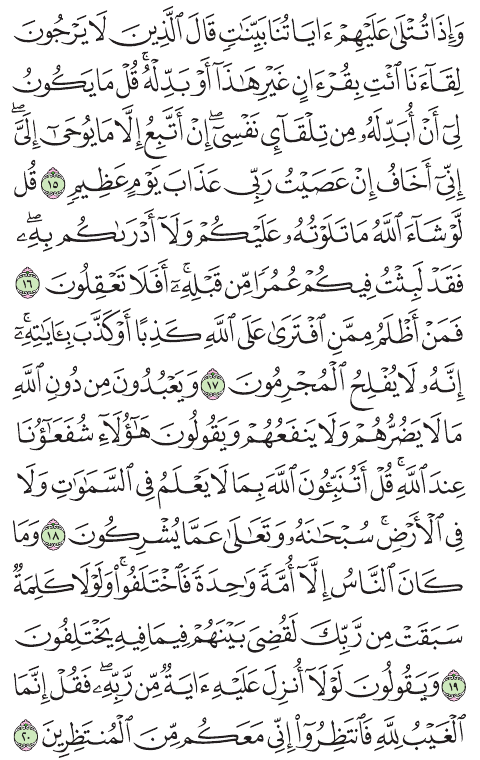 وَإِذَا تُتْلَىٰ عَلَيْهِمْ ءَايَاتُنَا بَيِّنَٰتٍ قَالَ ٱلَّذِينَ لَا يَرْجُونَ
لِقَآءَنَا ٱئْتِ بِقُرْءَانٍ غَيْرِ هَٰذَآ أَوْ بَدِّلْهُ ۚ قُلْ مَا يَكُونُ
لِىٓ أَنْ أُبَدِّلَهُۥ مِن تِلْقَآئِ نَفْسِىٓ ۖ إِنْ أَتَّبِعُ إِلَّا مَا يُوحَىٰٓ إِلَىَّ ۖ
إِنِّىٓ أَخَافُ إِنْ عَصَيْتُ رَبِّى عَذَابَ يَوْمٍ عَظِيمٍ ١٥ قُل
لَّوْ شَآءَ ٱللَّهُ مَا تَلَوْتُهُۥ عَلَيْكُمْ وَلَآ أَدْرَىٰكُم بِهِۦ ۖ
فَقَدْ لَبِثْتُ فِيكُمْ عُمُرًا مِّن قَبْلِهِۦٓ ۚ أَفَلَا تَعْقِلُونَ ١٦
فَمَنْ أَظْلَمُ مِمَّنِ ٱفْتَرَىٰ عَلَى ٱللَّهِ كَذِبًا أَوْ كَذَّبَ بِـَٔايَٰتِهِۦٓ ۚ
إِنَّهُۥ لَا يُفْلِحُ ٱلْمُجْرِمُونَ ١٧ وَيَعْبُدُونَ مِن دُونِ ٱللَّهِ
مَا لَا يَضُرُّهُمْ وَلَا يَنفَعُهُمْ وَيَقُولُونَ هَٰٓؤُلَآءِ شُفَعَٰٓؤُنَا
عِندَ ٱللَّهِ ۚ قُلْ أَتُنَبِّـُٔونَ ٱللَّهَ بِمَا لَا يَعْلَمُ فِى ٱلسَّمَٰوَٰتِ وَلَا
فِى ٱلْأَرْضِ ۚ سُبْحَانَهُۥ وَتَعَالَىٰ عَمَّا يُشْرِكُونَ ١٨ وَمَا
كَانَ ٱلنَّاسُ إِلَّآ أُمَّةً وَٰحِدَةً فَٱخْتَلَفُوا۟ ۚ وَلَوْلَا كَلِمَةٌ
سَبَقَتْ مِن رَّبِّكَ لَقُضِىَ بَيْنَهُمْ فِيمَا فِيهِ يَخْتَلِفُونَ
١٩ وَيَقُولُونَ لَوْلَآ أُنزِلَ عَلَيْهِ ءَايَةٌ مِّن رَّبِّهِۦ ۖ فَقُلْ إِنَّمَا
ٱلْغَيْبُ لِلَّهِ فَٱنتَظِرُوٓا۟ إِنِّى مَعَكُم مِّنَ ٱلْمُنتَظِرِينَ ٢٠